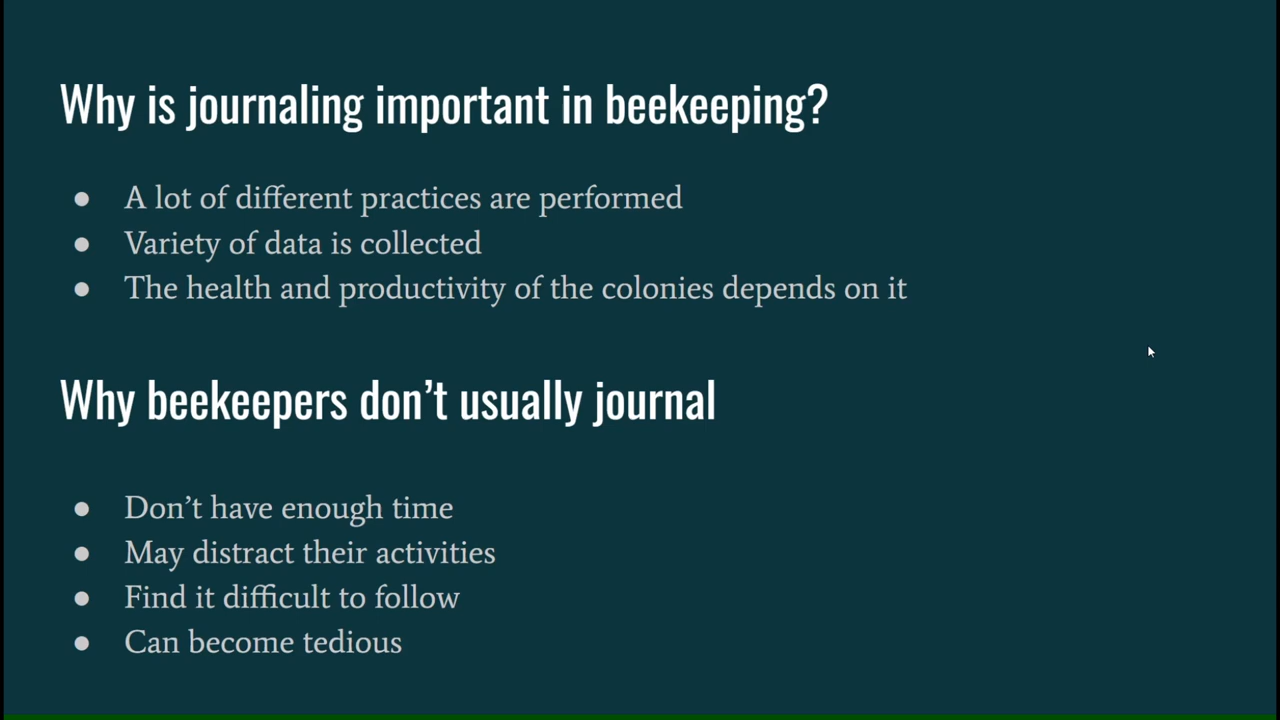 Why is journaling important in beekeeping?
● A lot of different practices are performed
● Variety of data is collected
● The health and productivity of the colonies depends on it
Why beekeepers don’t usually journal
● Don’t have enough time
● May distract their activities
● Find it difficult to follow
● Can become tedious